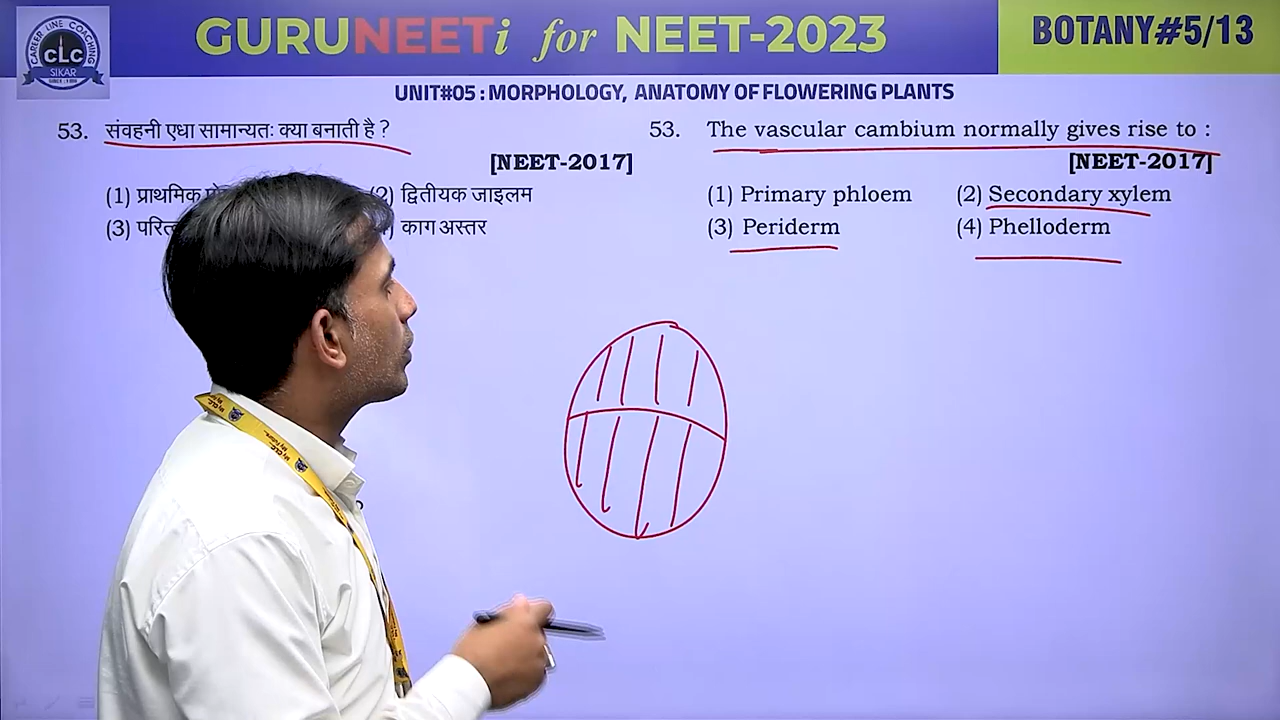 GURUNEETi for NEET-2023
BOTANY#5/13
CAREER LINE COACHING
CLC
SIKAR
UNIT#05 : MORPHOLOGY, ANATOMY OF FLOWERING PLANTS
53. संवहनी एधा सामान्यतः क्या बनाती है ?
[NEET-2017]
(1) प्राथमिक
(2) द्वितीयक जाइलम
(3)
काग अस्तर
53. The vascular cambium normally gives rise to :
[NEET-2017]
(1) Primary phloem (2) Secondary xylem
(3) Periderm (4) Phelloderm